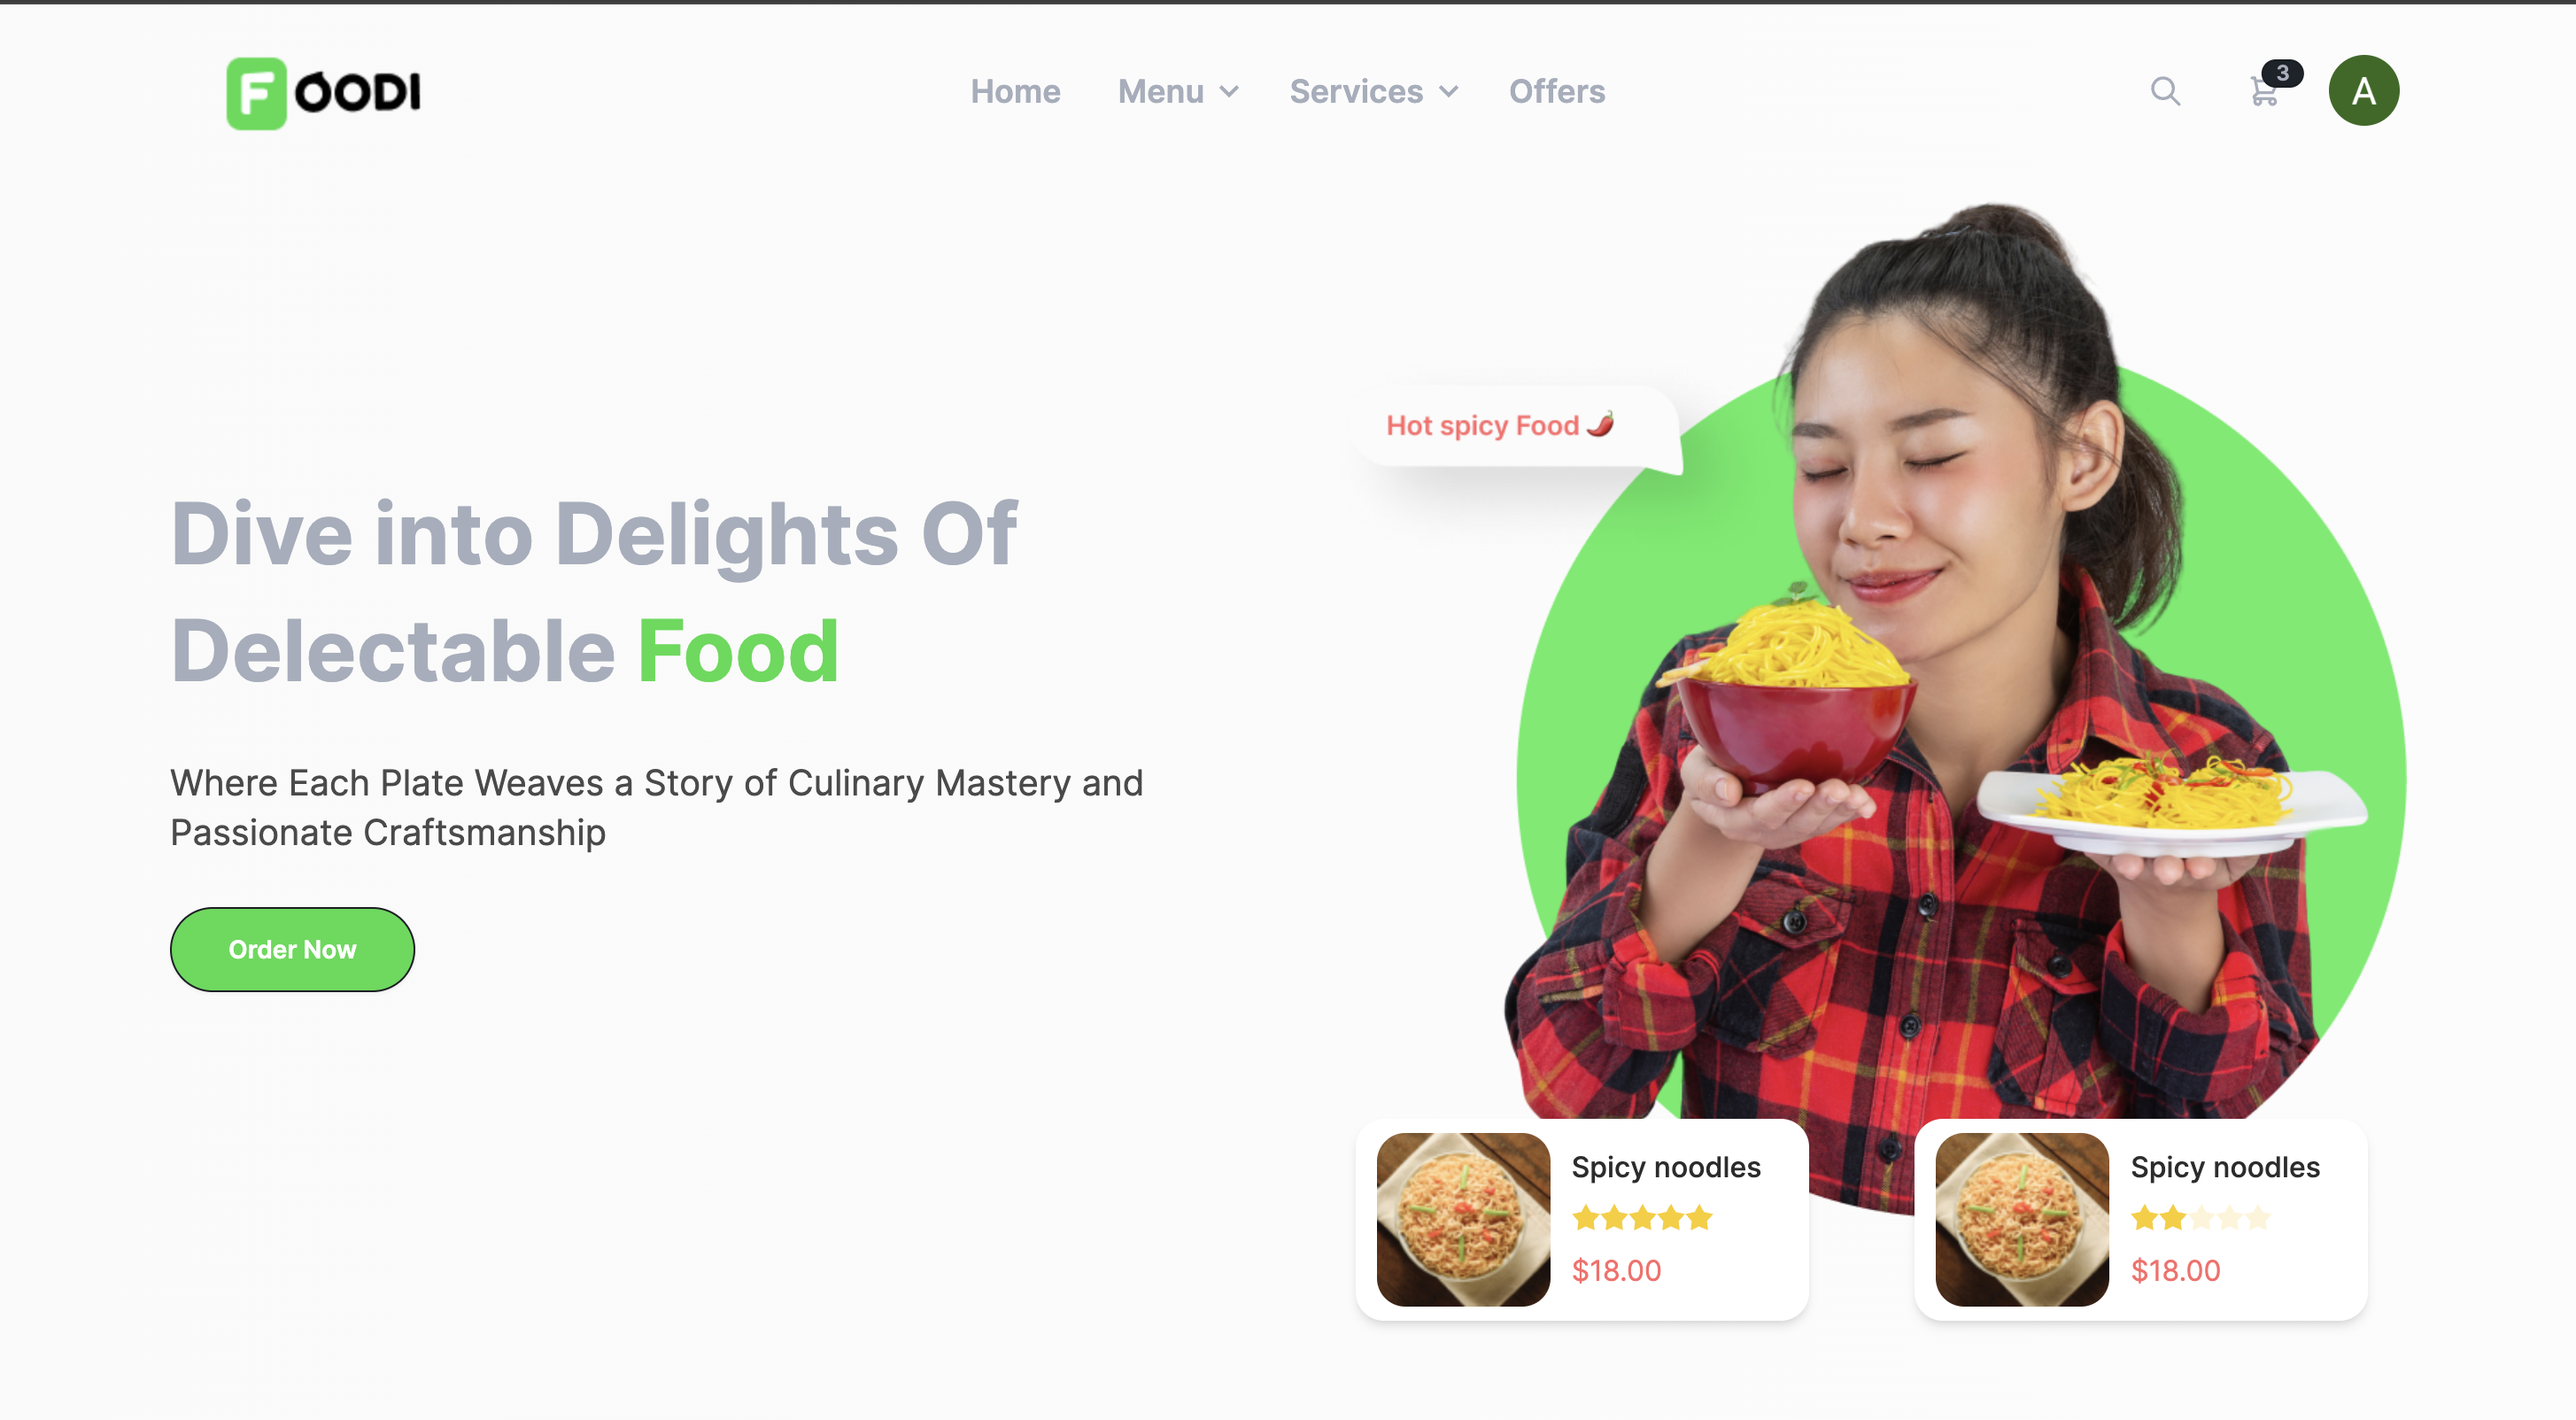 FOODI
Home Menu Services Offers
3
A
Hot spicy Food 🌶️
Dive into Delights Of
Delectable Food
Where Each Plate Weaves a Story of Culinary Mastery and
Passionate Craftsmanship
Order Now
Spicy noodles
$18.00
Spicy noodles
$18.00